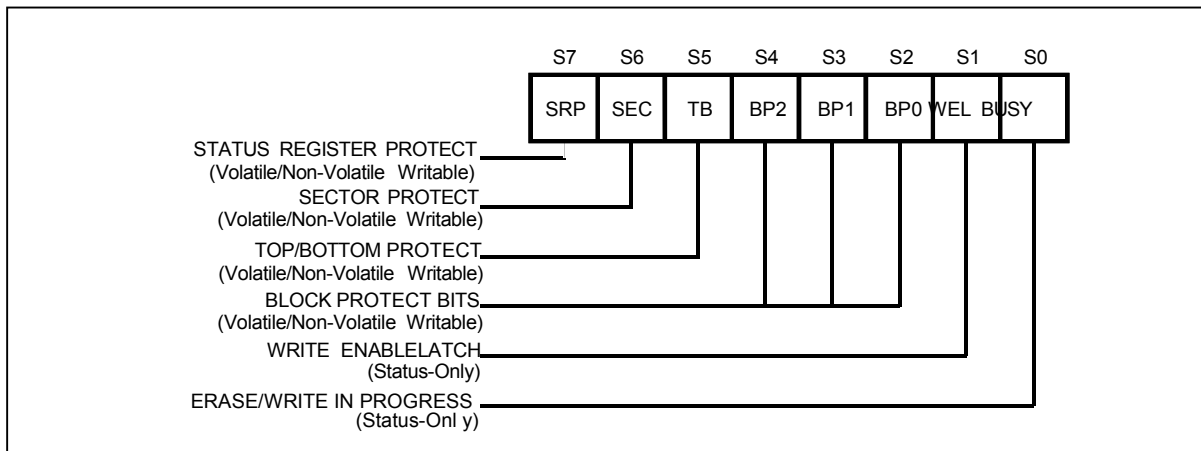 S7 S6 S5 S4 S3 S2 S1 S0
SRP SEC TB BP2 BP1 BP0 WEL BUSY
STATUS REGISTER PROTECT
(Volatile/Non-Volatile Writable)
SECTOR PROTECT
(Volatile/Non-Volatile Writable)
TOP/BOTTOM PROTECT
(Volatile/Non-Volatile Writable)
BLOCK PROTECT BITS
(Volatile/Non-Volatile Writable)
WRITE ENABLELATCH
(Status-Only)
ERASE/WRITE IN PROGRESS
(Status-Onl y)